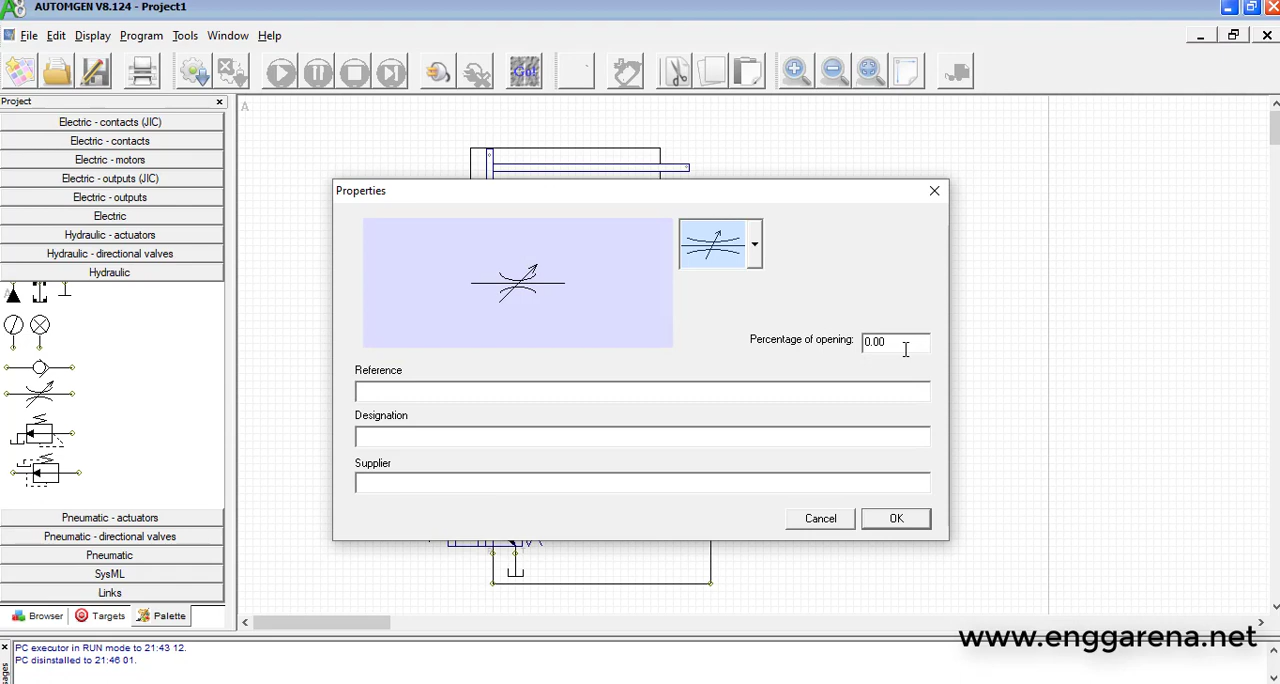 AUTOMGEN V8.124 - Project1
File Edit Display Program Tools Window Help
Go!
Project
A
Electric - contacts (JIC)
Electric - contacts
Electric - motors
Electric - outputs (JIC)
Electric - outputs
Electric
Hydraulic - actuators
Hydraulic - directional valves
Hydraulic
Properties
Percentage of opening: 0.00
Reference
Designation
Supplier
Cancel OK
Pneumatic - actuators
Pneumatic - directional valves
Pneumatic
SysML
Links
Browser Targets Palette
PC executor in RUN mode to 21:43 12.
PC disinstalled to 21:46 01.
www.enggarena.net